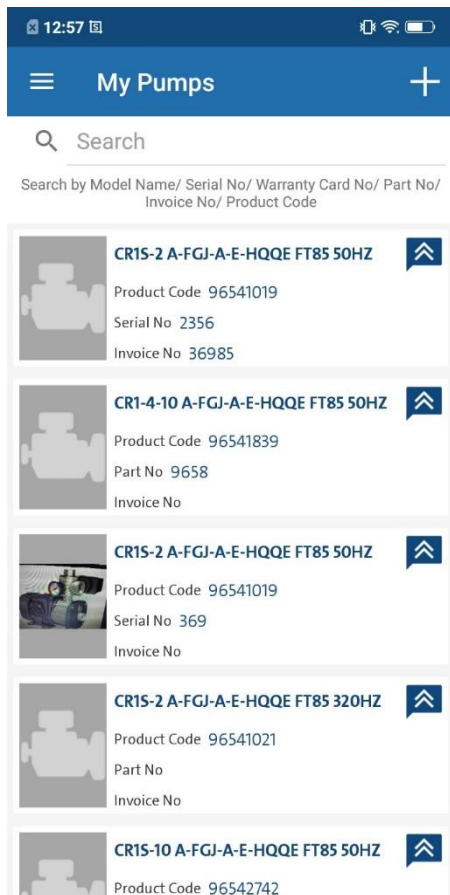 12:57
My Pumps
Search
Search by Model Name/ Serial No/ Warranty Card No/ Part No/
Invoice No/ Product Code
CR1S-2 A-FGJ-A-E-HQQE FT85 50HZ
Product Code 96541019
Serial No 2356
Invoice No 36985
CR1-4-10 A-FGJ-A-E-HQQE FT85 50HZ
Product Code 96541839
Part No 9658
Invoice No
CR1S-2 A-FGJ-A-E-HQQE FT85 50HZ
Product Code 96541019
Serial No 369
Invoice No
CR1S-2 A-FGJ-A-E-HQQE FT85 320HZ
Product Code 96541021
Part No
Invoice No
CR1S-10 A-FGJ-A-E-HQQE FT85 50HZ
Product Code 96542742